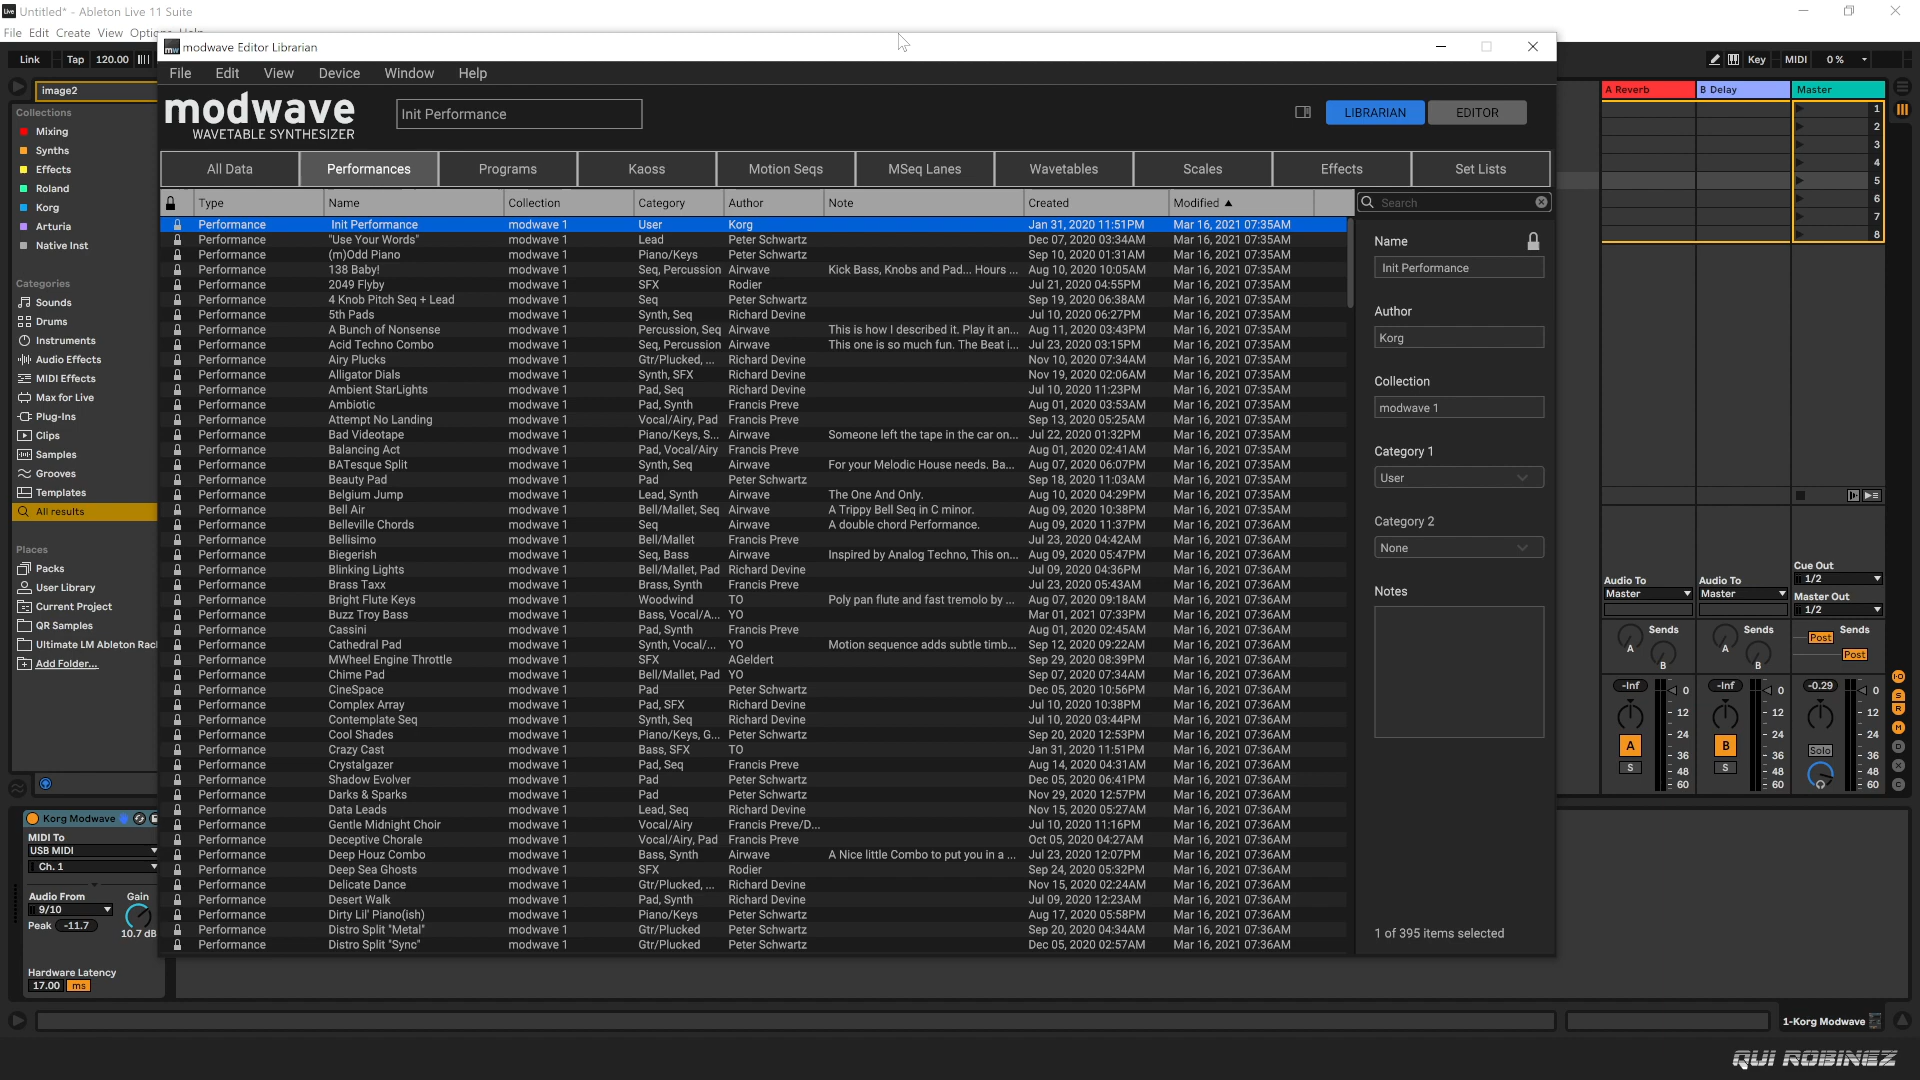 Untitled* - Ableton Live 11 Suite
File Edit Create View Options Help
Link Tap 120.00 Key MIDI 0 %
image2
Collections
Mixing
Synths
Effects
Roland
Korg
Arturia
Native Inst
Categories
Sounds
Drums
Instruments
Audio Effects
MIDI Effects
Max for Live
Plug-Ins
Clips
Samples
Grooves
Templates
All results
Places
Packs
User Library
Current Project
QR Samples
Ultimate LM Ableton Rac
Add Folder...
Korg Modwave
MIDI To
USB MIDI
Ch. 1
Audio From Gain
9/10
Peak -11.7
10.7 dB
Hardware Latency
17.00 ms
modwave Editor Librarian
File Edit View Device Window Help
modwave
WAVETABLE SYNTHESIZER
Init Performance
LIBRARIAN EDITOR
All Data Performances Programs Kaoss Motion Seqs MSeq Lanes Wavetables Scales Effects Set Lists
Type Name Collection Category Author Note Created Modified
Performance Init Performance modwave 1 User Korg Jan 31, 2020 11:51PM Mar 16, 2021 07:35AM
Performance "Use Your Words" modwave 1 Lead Peter Schwartz Dec 07, 2020 03:34AM Mar 16, 2021 07:35AM
Performance (m)Odd Piano modwave 1 Piano/Keys Peter Schwartz Sep 10, 2020 01:31AM Mar 16, 2021 07:35AM
Performance 138 Baby! modwave 1 Seq, Percussion Airwave Kick Bass, Knobs and Pad... Hours ... Aug 10, 2020 10:05AM Mar 16, 2021 07:35AM
Performance 2049 Flyby modwave 1 SFX Rodier Jul 21, 2020 04:55PM Mar 16, 2021 07:35AM
Performance 4 Knob Pitch Seq + Lead modwave 1 Seq Peter Schwartz Sep 19, 2020 06:38AM Mar 16, 2021 07:35AM
Performance 5th Pads modwave 1 Synth, Seq Richard Devine Jul 10, 2020 06:27PM Mar 16, 2021 07:35AM
Performance A Bunch of Nonsense modwave 1 Percussion, Seq Airwave This is how I described it. Play it an... Aug 11, 2020 03:43PM Mar 16, 2021 07:35AM
Performance Acid Techno Combo modwave 1 Seq, Percussion Airwave This one is so much fun. The Beat i... Jul 23, 2020 03:15PM Mar 16, 2021 07:35AM
Performance Airy Plucks modwave 1 Gtr/Plucked, ... Richard Devine Nov 10, 2020 07:34AM Mar 16, 2021 07:35AM
Performance Alligator Dials modwave 1 Synth, SFX Richard Devine Nov 19, 2020 02:06AM Mar 16, 2021 07:35AM
Performance Ambient StarLights modwave 1 Pad, Seq Richard Devine Jul 10, 2020 11:23PM Mar 16, 2021 07:35AM
Performance Ambiotic modwave 1 Pad, Synth Francis Preve Aug 01, 2020 03:53AM Mar 16, 2021 07:35AM
Performance Attempt No Landing modwave 1 Vocal/Airy, Pad Francis Preve Sep 13, 2020 05:25AM Mar 16, 2021 07:35AM
Performance Bad Videotape modwave 1 Piano/Keys, S... Airwave Someone left the tape in the car on... Jul 22, 2020 01:32PM Mar 16, 2021 07:35AM
Performance Balancing Act modwave 1 Pad, Vocal/Airy Francis Preve Aug 01, 2020 02:41AM Mar 16, 2021 07:35AM
Performance BATesque Split modwave 1 Synth, Seq Airwave For your Melodic House needs. Ba... Aug 07, 2020 06:07PM Mar 16, 2021 07:35AM
Performance Beauty Pad modwave 1 Pad Peter Schwartz Sep 18, 2020 11:03AM Mar 16, 2021 07:35AM
Performance Belgium Jump modwave 1 Lead, Synth Airwave The One And Only. Aug 10, 2020 04:29PM Mar 16, 2021 07:35AM
Performance Bell Air modwave 1 Bell/Mallet, Seq Airwave A Trippy Bell Seq in C minor. Aug 09, 2020 10:38PM Mar 16, 2021 07:35AM
Performance Belleville Chords modwave 1 Seq Airwave A double chord Performance. Aug 09, 2020 11:37PM Mar 16, 2021 07:36AM
Performance Bellisimo modwave 1 Bell/Mallet Francis Preve Jul 23, 2020 04:42AM Mar 16, 2021 07:36AM
Performance Biegerish modwave 1 Seq, Bass Airwave Inspired by Analog Techno, This on... Aug 09, 2020 05:47PM Mar 16, 2021 07:36AM
Performance Blinking Lights modwave 1 Bell/Mallet, Pad Richard Devine Jul 09, 2020 04:36PM Mar 16, 2021 07:36AM
Performance Brass Taxx modwave 1 Brass, Synth Francis Preve Jul 23, 2020 05:43AM Mar 16, 2021 07:36AM
Performance Bright Flute Keys modwave 1 Woodwind TO Poly pan flute and fast tremolo by ... Aug 07, 2020 09:18AM Mar 16, 2021 07:36AM
Performance Buzz Troy Bass modwave 1 Bass, Vocal/A... YO Mar 01, 2021 07:33PM Mar 16, 2021 07:36AM
Performance Cassini modwave 1 Pad, Synth Francis Preve Aug 01, 2020 02:45AM Mar 16, 2021 07:36AM
Performance Cathedral Pad modwave 1 Synth, Vocal/... YO Motion sequence adds subtle timb... Sep 12, 2020 09:22AM Mar 16, 2021 07:36AM
Performance MWheel Engine Throttle modwave 1 SFX AGeldert Sep 29, 2020 08:39PM Mar 16, 2021 07:36AM
Performance Chime Pad modwave 1 Bell/Mallet, Pad YO Sep 07, 2020 07:34AM Mar 16, 2021 07:36AM
Performance CineSpace modwave 1 Pad Peter Schwartz Dec 05, 2020 10:56PM Mar 16, 2021 07:36AM
Performance Complex Array modwave 1 Pad, SFX Richard Devine Jul 10, 2020 10:38PM Mar 16, 2021 07:36AM
Performance Contemplate Seq modwave 1 Synth, Seq Richard Devine Jul 10, 2020 03:44PM Mar 16, 2021 07:36AM
Performance Cool Shades modwave 1 Piano/Keys, G... Peter Schwartz Sep 20, 2020 12:53PM Mar 16, 2021 07:36AM
Performance Crazy Cast modwave 1 Bass, SFX TO Jan 31, 2020 11:51PM Mar 16, 2021 07:36AM
Performance Crystalgazer modwave 1 Pad, Seq Francis Preve Aug 14, 2020 04:31AM Mar 16, 2021 07:36AM
Performance Shadow Evolver modwave 1 Pad Peter Schwartz Dec 05, 2020 06:41PM Mar 16, 2021 07:36AM
Performance Darks & Sparks modwave 1 Pad Peter Schwartz Nov 29, 2020 12:57PM Mar 16, 2021 07:36AM
Performance Data Leads modwave 1 Lead, Seq Richard Devine Nov 15, 2020 05:27AM Mar 16, 2021 07:36AM
Performance Gentle Midnight Choir modwave 1 Vocal/Airy Francis Preve/D... Jul 10, 2020 11:16PM Mar 16, 2021 07:36AM
Performance Deceptive Chorale modwave 1 Vocal/Airy, Pad Francis Preve Oct 05, 2020 04:27AM Mar 16, 2021 07:36AM
Performance Deep Houz Combo modwave 1 Bass, Synth Airwave A Nice little Combo to put you in a ... Jul 23, 2020 12:07PM Mar 16, 2021 07:36AM
Performance Deep Sea Ghosts modwave 1 SFX Rodier Sep 24, 2020 05:32PM Mar 16, 2021 07:36AM
Performance Delicate Dance modwave 1 Gtr/Plucked, ... Richard Devine Nov 15, 2020 02:24AM Mar 16, 2021 07:36AM
Performance Desert Walk modwave 1 Pad, Synth Richard Devine Jul 09, 2020 12:23AM Mar 16, 2021 07:36AM
Performance Dirty Lil' Piano(ish) modwave 1 Piano/Keys Peter Schwartz Aug 17, 2020 05:58PM Mar 16, 2021 07:36AM
Performance Distro Split "Metal" modwave 1 Gtr/Plucked Peter Schwartz Sep 20, 2020 04:34AM Mar 16, 2021 07:36AM
Performance Distro Split "Sync" modwave 1 Gtr/Plucked Peter Schwartz Dec 05, 2020 02:57AM Mar 16, 2021 07:36AM
Search
Name
Init Performance
Author
Korg
Collection
modwave 1
Category 1
User
Category 2
None
Notes
1 of 395 items selected
A Reverb B Delay Master
1
2
3
4
5
6
7
8
Cue Out
Audio To Audio To 1/2
Master Master Master Out
1/2
Sends Sends Sends
Post
A B A B Post
-Inf -Inf -0.29
0 0 0
12 12 12
24 24 24
A B Solo
36 36 36
S S
48 48 48
60 60 60
1-Korg Modwave
QUI ROBINEZ